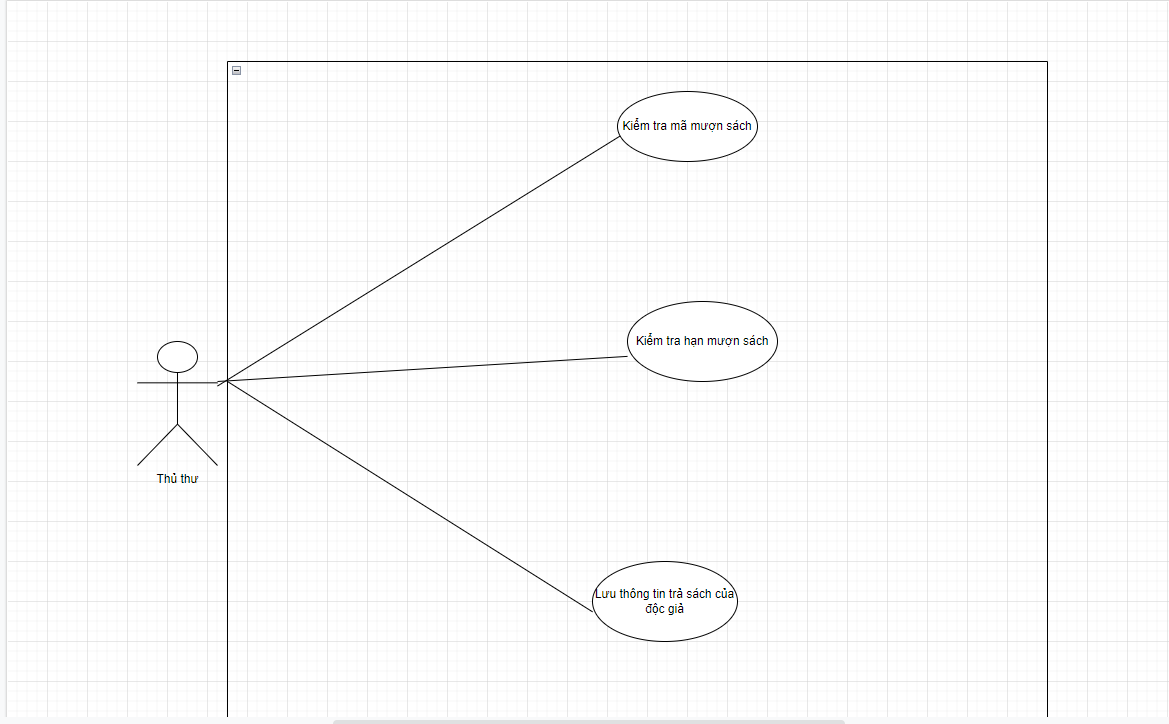 Kiểm tra mã mượn sách
Kiểm tra hạn mượn sách
Thủ thư
Lưu thông tin trả sách của
độc giả